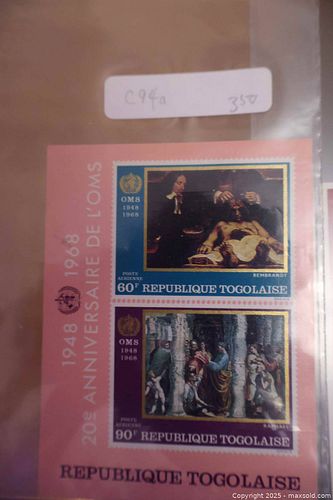 C94a 350
1948 1968
20e ANNIVERSAIRE DE L'OMS
OMS
1948
1968
POSTE
AERIENNE
REMBRANDT
60F REPUBLIQUE TOGOLAISE
OMS
1948
1968
POSTE
AERIENNE
RAPHAEL
90F REPUBLIQUE TOGOLAISE
REPUBLIQUE TOGOLAISE
Copyright 2025 - maxsold.com